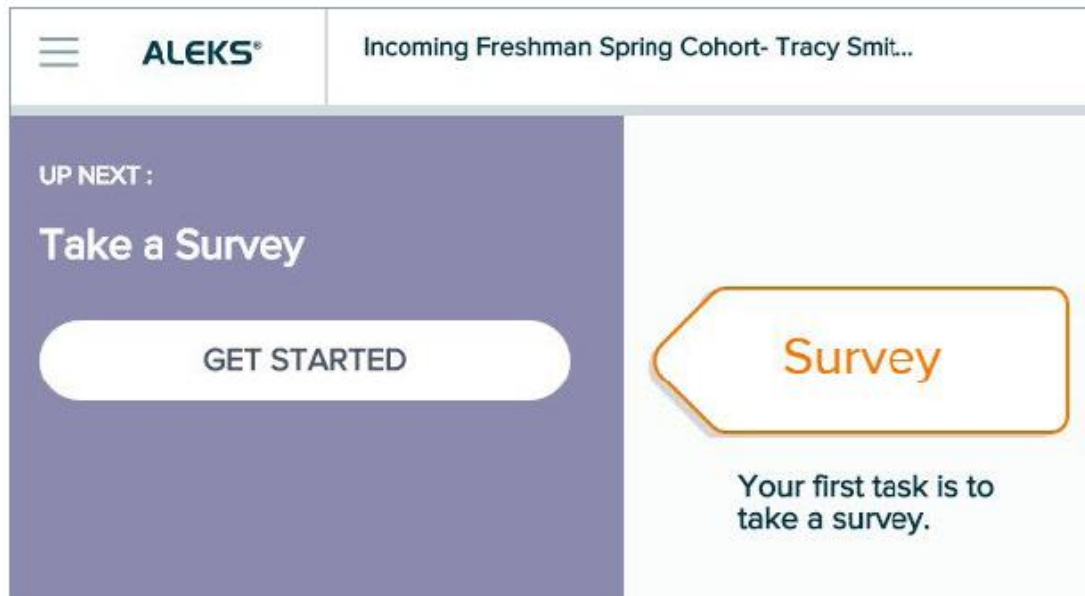 ALEKS®
Incoming Freshman Spring Cohort- Tracy Smit...
UP NEXT :
Take a Survey
GET STARTED
Survey
Your first task is to
take a survey.